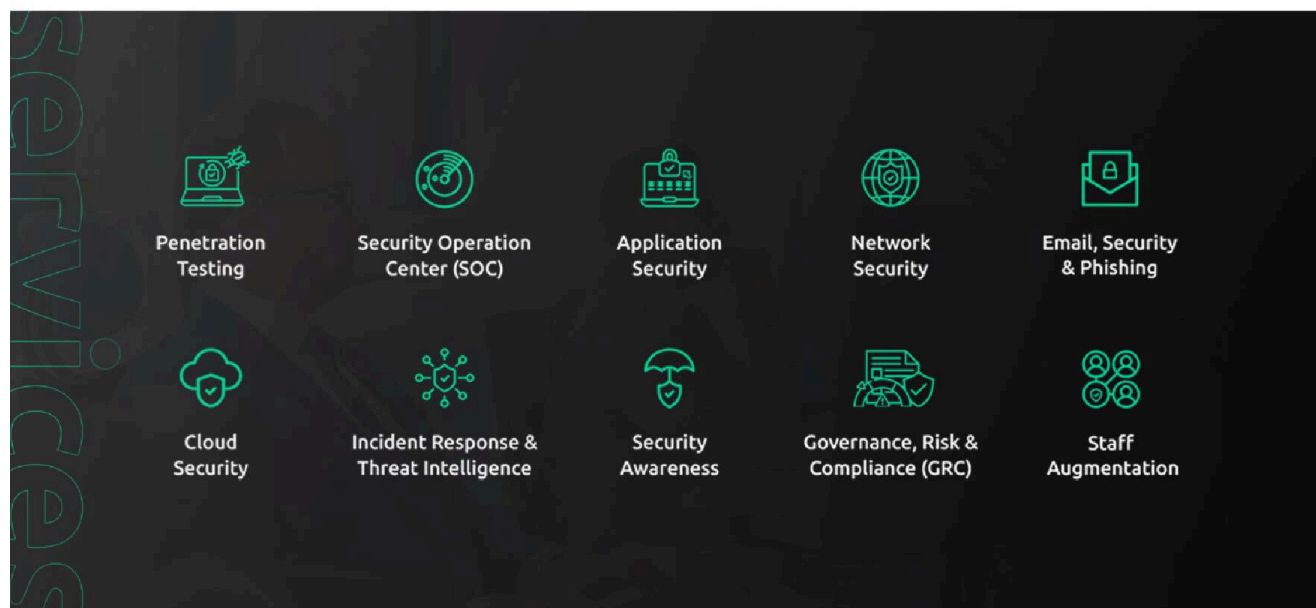 services
Penetration
Testing
Security Operation
Center (SOC)
Application
Security
Network
Security
Email, Security
& Phishing
Cloud
Security
Incident Response &
Threat Intelligence
Security
Awareness
Governance, Risk &
Compliance (GRC)
Staff
Augmentation